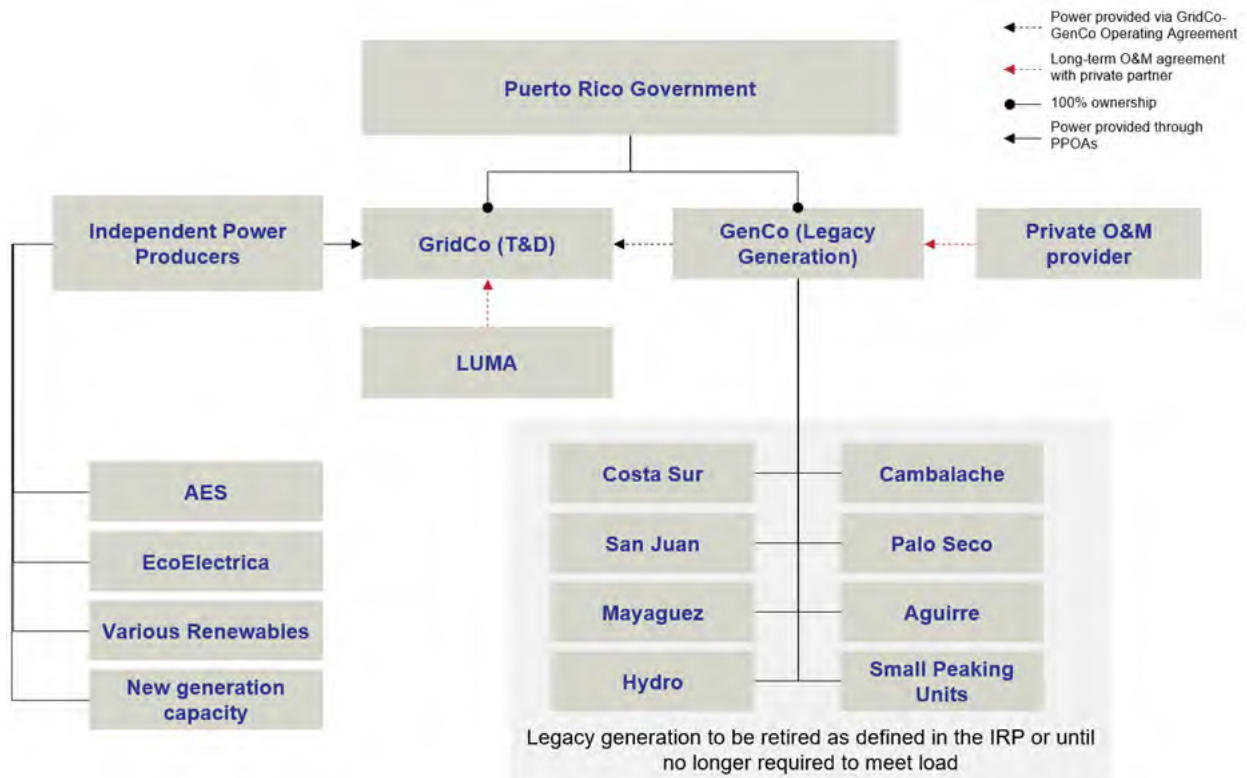 Power provided via GridCo-
GenCo Operating Agreement
Long-term O&M agreement
with private partner
100% ownership
Power provided through
PPOAs
Puerto Rico Government
Independent Power
Producers
GridCo (T&D)
GenCo (Legacy
Generation)
Private O&M
provider
LUMA
AES
EcoElectrica
Various Renewables
New generation
capacity
Costa Sur
Cambalache
San Juan
Palo Seco
Mayaguez
Aguirre
Hydro
Small Peaking
Units
Legacy generation to be retired as defined in the IRP or until
no longer required to meet load